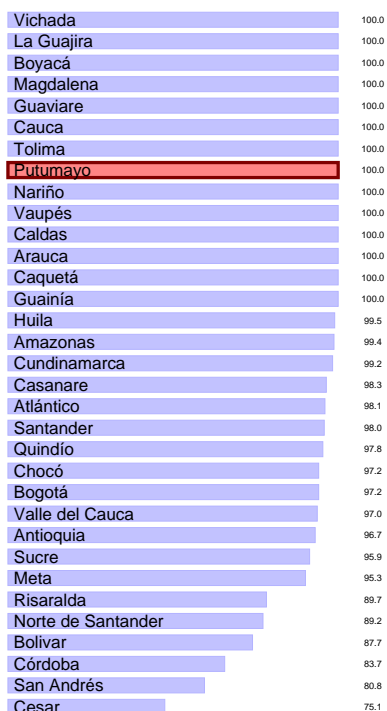 Vichada 100.0
La Guajira 100.0
Boyacá 100.0
Magdalena 100.0
Guaviare 100.0
Cauca 100.0
Tolima 100.0
Putumayo 100.0
Nariño 100.0
Vaupés 100.0
Caldas 100.0
Arauca 100.0
Caquetá 100.0
Guainía 100.0
Huila 99.5
Amazonas 99.4
Cundinamarca 99.2
Casanare 98.3
Atlántico 98.1
Santander 98.0
Quindío 97.8
Chocó 97.2
Bogotá 97.2
Valle del Cauca 97.0
Antioquia 96.7
Sucre 95.9
Meta 95.3
Risaralda 89.7
Norte de Santander 89.2
Bolivar 87.7
Córdoba 83.7
San Andrés 80.8
Cesar 75.1